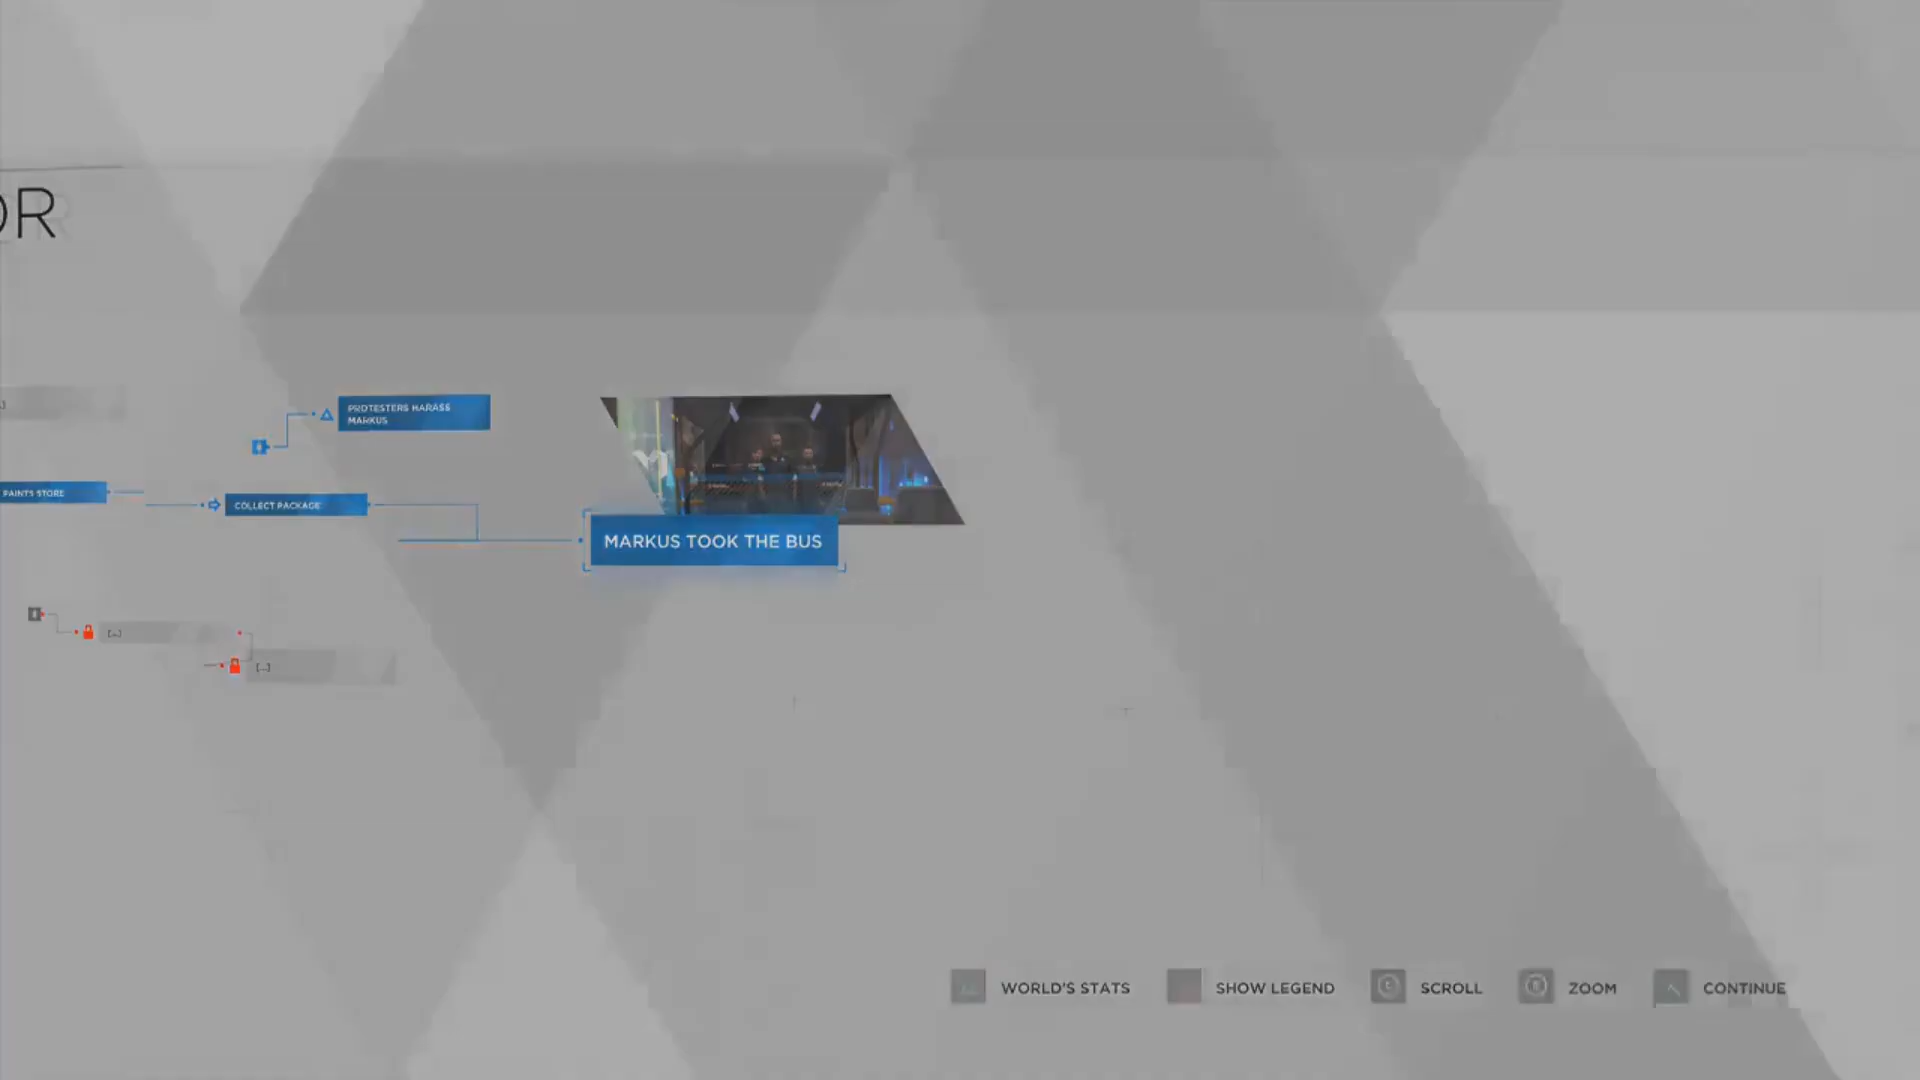 OR
PROTESTERS HARASS
MARKUS
PAINTS STORE
COLLECT PACKAGE
MARKUS TOOK THE BUS
[...]
[...]
WORLD'S STATS
SHOW LEGEND
SCROLL
ZOOM
CONTINUE